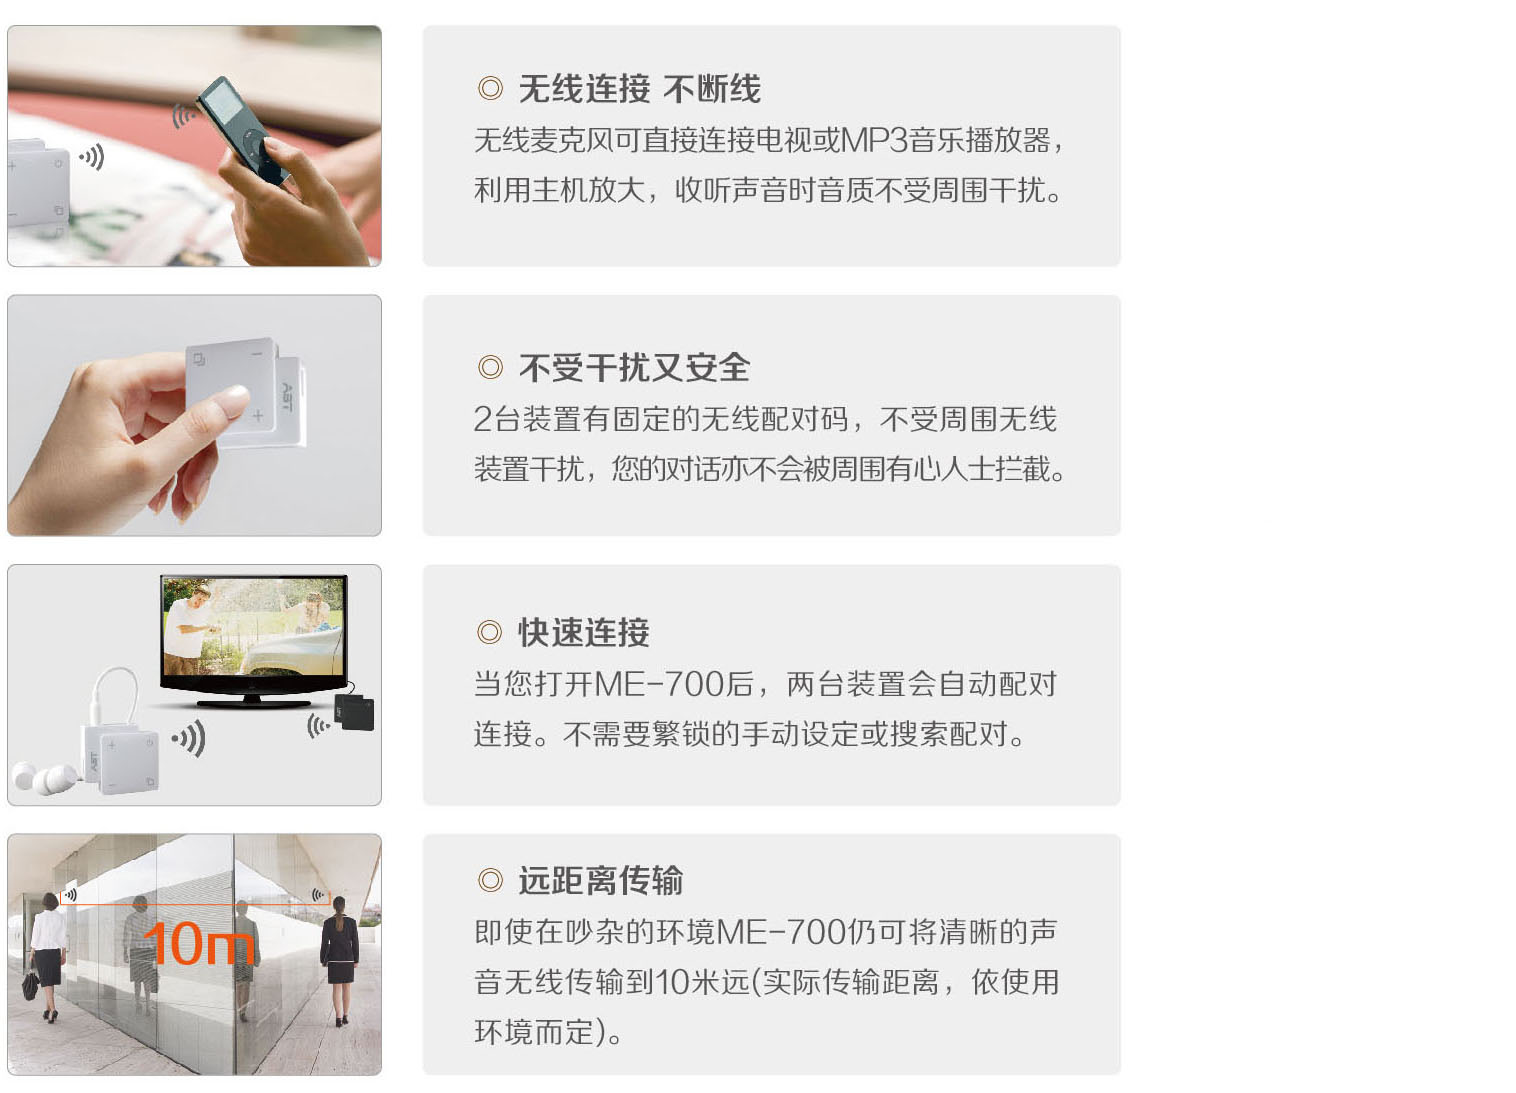 无线连接 不断线
无线麦克风可直接连接电视或MP3音乐播放器，
利用主机放大，收听声音时音质不受周围干扰。
ABT
不受干扰又安全
2台装置有固定的无线配对码，不受周围无线
装置干扰，您的对话亦不会被周围有心人士拦截。
ABT
快速连接
当您打开ME-700后，两台装置会自动配对
连接。不需要繁锁的手动设定或搜索配对。
10m
远距离传输
即使在吵杂的环境ME-700仍可将清晰的声
音无线传输到10米远(实际传输距离，依使用
环境而定)。